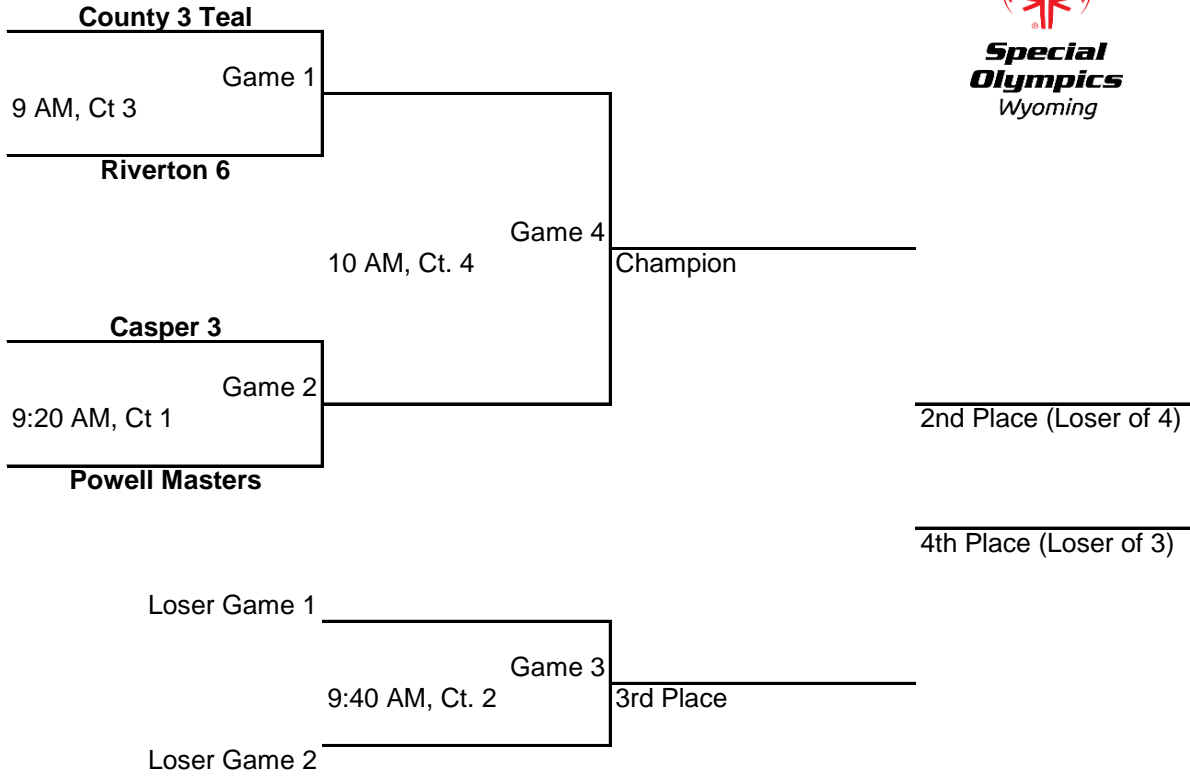 County 3 Teal
Special
Olympics
Wyoming
Game 1
9 AM, Ct 3
Riverton 6
Game 4
10 AM, Ct. 4
Champion
Casper 3
Game 2
9:20 AM, Ct 1
2nd Place (Loser of 4)
Powell Masters
4th Place (Loser of 3)
Loser Game 1
Game 3
9:40 AM, Ct. 2
3rd Place
Loser Game 2